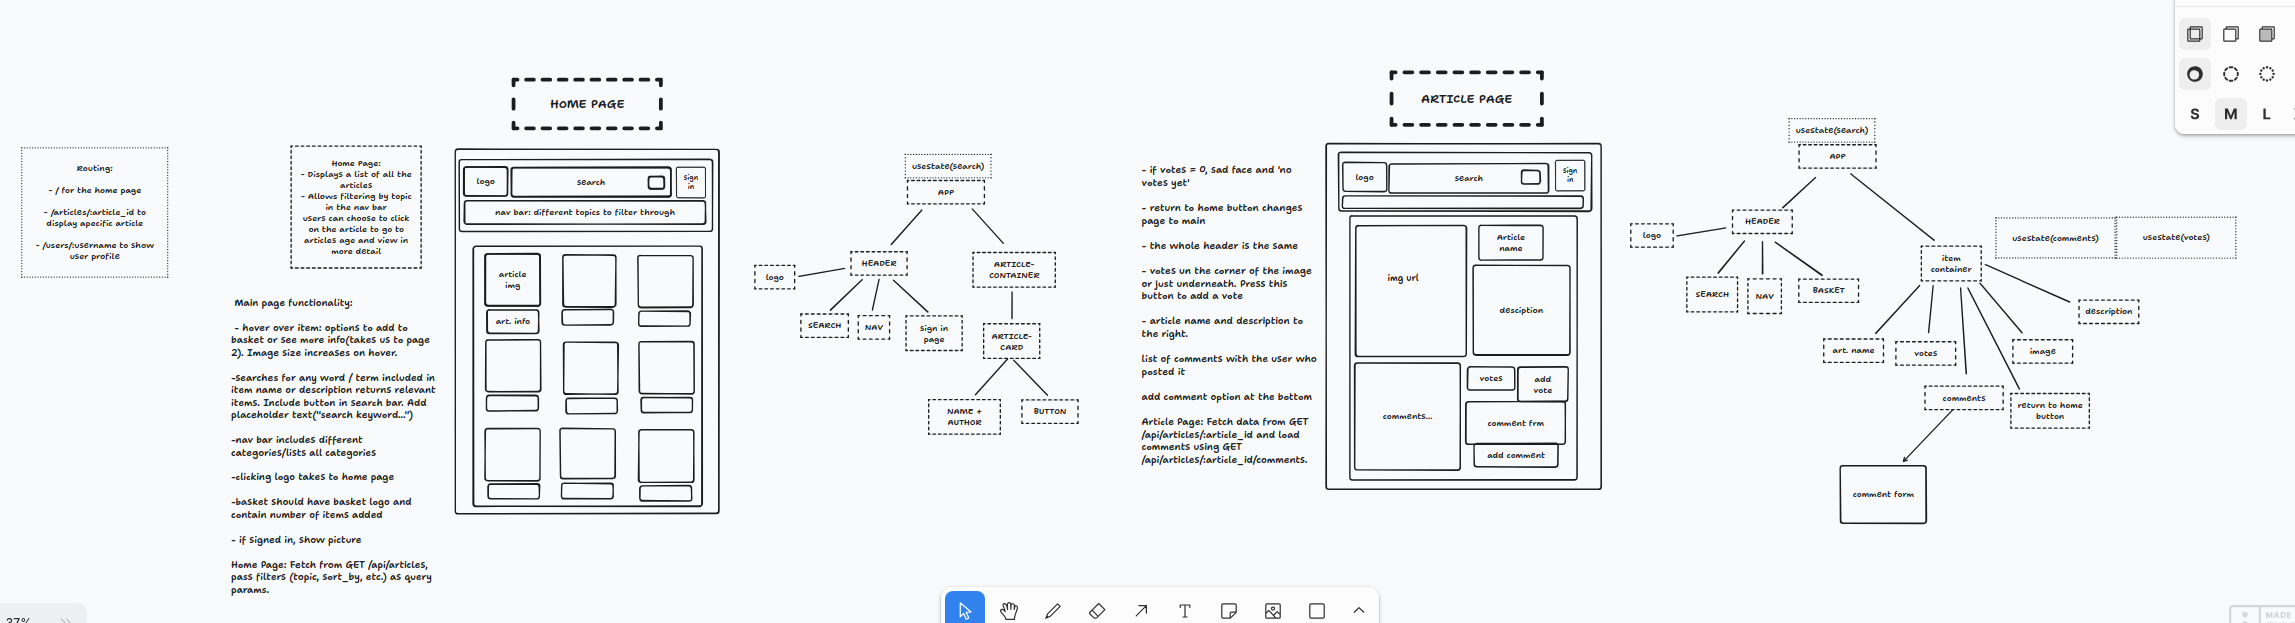 Routing:
- / for the home page
- /articles/:article_id to
display apecific article
- /users/:username to show
user profile
Home Page:
- Displays a list of all the
articles
- Allows filtering by topic
in the nav bar
users can choose to click
on the article to go to
articles age and view in
more detail
Main page functionality:
- hover over item: options to add to
basket or see more info(takes us to page
2). Image size increases on hover.
-Searches for any word / term included in
item name or description returns relevant
items. Include button in search bar. Add
placeholder text("search keyword...")
-nav bar includes different
categories/lists all categories
-clicking logo takes to home page
-basket should have basket logo and
contain number of items added
- if signed in, show picture
Home Page: Fetch from GET /api/articles,
pass filters (topic, sort_by, etc.) as query
params.
HOME PAGE
logo
search
sign
in
nav bar: different topics to filter through
article
img
art. info
useState(search)
APP
HEADER
ARTICLE-
CONTAINER
logo
SEARCH
NAV
sign in
page
ARTICLE-
CARD
NAME +
AUTHOR
BUTTON
- if votes = 0, sad face and 'no
votes yet'
- return to home button changes
page to main
- the whole header is the same
- votes un the corner of the image
or just underneath. Press this
button to add a vote
- article name and description to
the right.
list of comments with the user who
posted it
add comment option at the bottom
Article Page: Fetch data from GET
/api/articles/:article_id and load
comments using GET
/api/articles/:article_id/comments.
ARTICLE PAGE
logo
search
sign
in
img url
Article
name
desciption
comments...
votes
add
vote
comment frm
add comment
useState(search)
APP
logo
HEADER
SEARCH
NAV
BASKET
item
container
useState(comments)
useState(votes)
description
art. name
votes
image
comments
return to home
button
comment form
S
M
L
37%
MADE